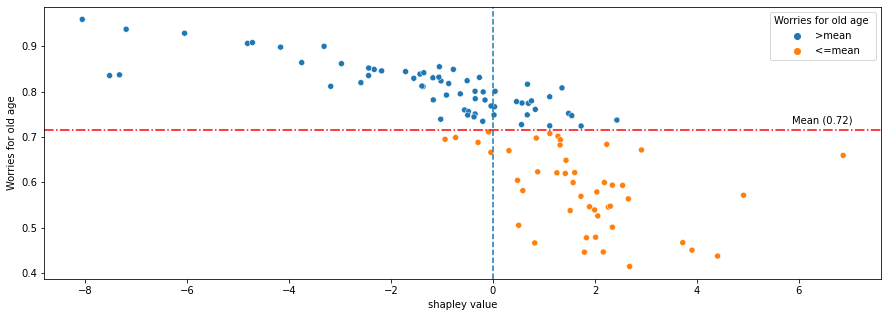 Worries for old age
>mean
<=mean
Mean (0.72)
0.9
0.8
0.7
0.6
0.5
0.4
Worries for old age
−8
−6
−4
−2
0
2
4
6
shapley value